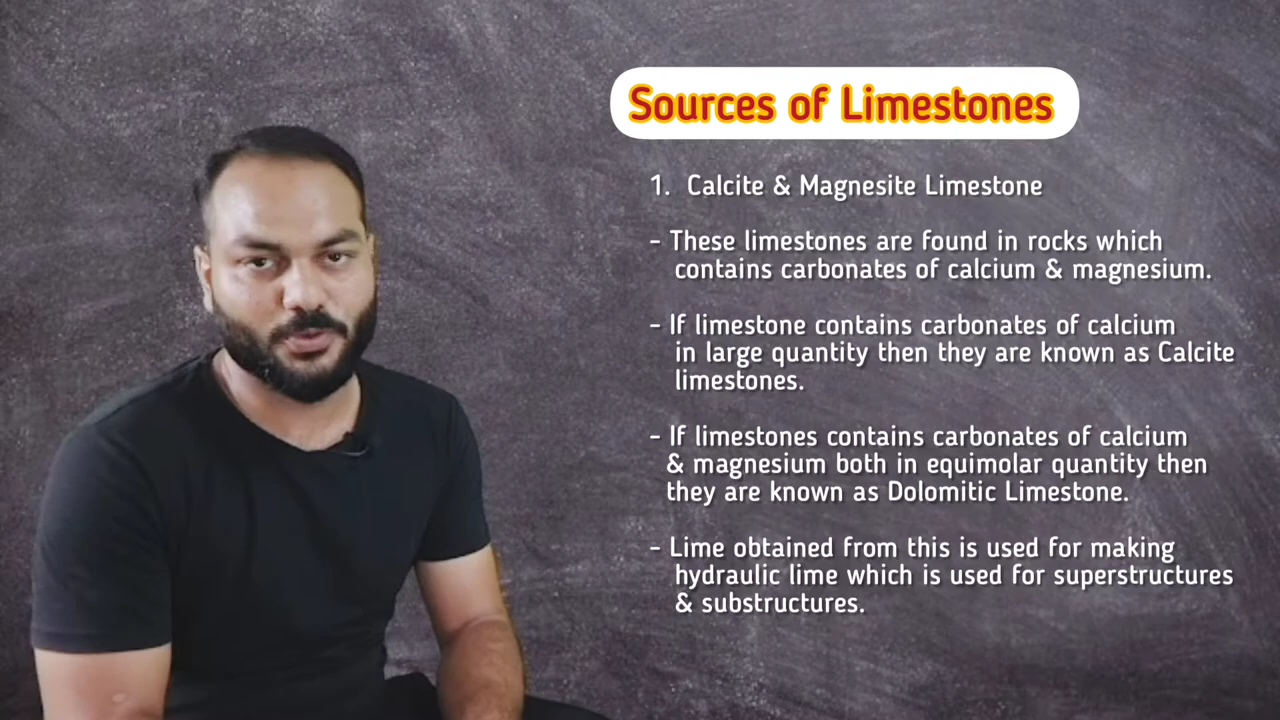 Sources of Limestones
1. Calcite & Magnesite Limestone
- These limestones are found in rocks which
contains carbonates of calcium & magnesium.
- If limestone contains carbonates of calcium
in large quantity then they are known as Calcite
limestones.
- If limestones contains carbonates of calcium
& magnesium both in equimolar quantity then
they are known as Dolomitic Limestone.
- Lime obtained from this is used for making
hydraulic lime which is used for superstructures
& substructures.